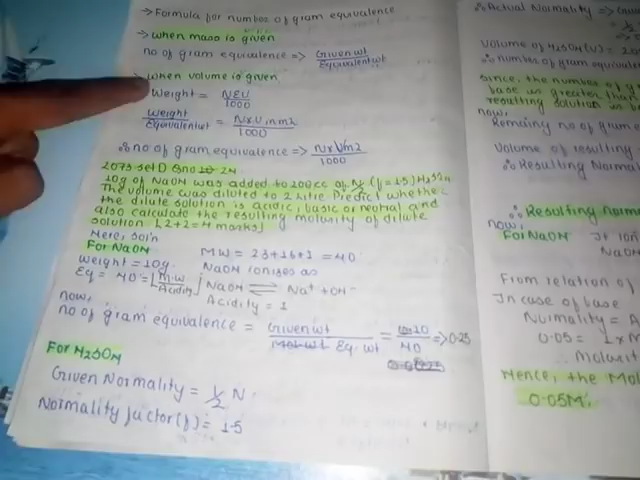 → Formula for number of gram equivalence
→ when mass is given
no of gram equivalence => Given wt / Equivalent wt
→ when volume is given
Weight = NEV / 1000
Weight / Equivalent wt = N x V in ml / 1000
∴ no of gram equivalence => N x V ml / 1000
2073 set D 24
10g of NaOH was added to 200cc of N/2 (f = 1.5) H2SO4
The volume was diluted to 2 litre. Predict whether
the dilute solution is acidic, basic or neutral and
also calculate the resulting molarity of dilute
solution [2+2=4 marks]
Here, soln
For NaOH MW = 23+16+1 = 40
Weight = 10g. NaOH ionizes as
Eq = 40 = [m.w / Acidity] NaOH ⇌ Na+ + OH-
Acidity = 1
now,
no of gram equivalence = Given wt / Eq. wt = 10 / 40 => 0.25
For H2SO4
Given Normality = 1/2 N
Normality factor (f) = 1.5
∴ Actual Normality =>
Volume of H2SO4 (V) =
∴ number of gram
Since, the number of
base is greater than
resulting solution is
now,
Remaining no of gram
Volume of resulting
∴ Resulting Norma
∴ Resulting
now,
For NaOH
NaOH
From relation of
In case of base
Normality =
0.05 =
Hence, the Mol
0.05M.